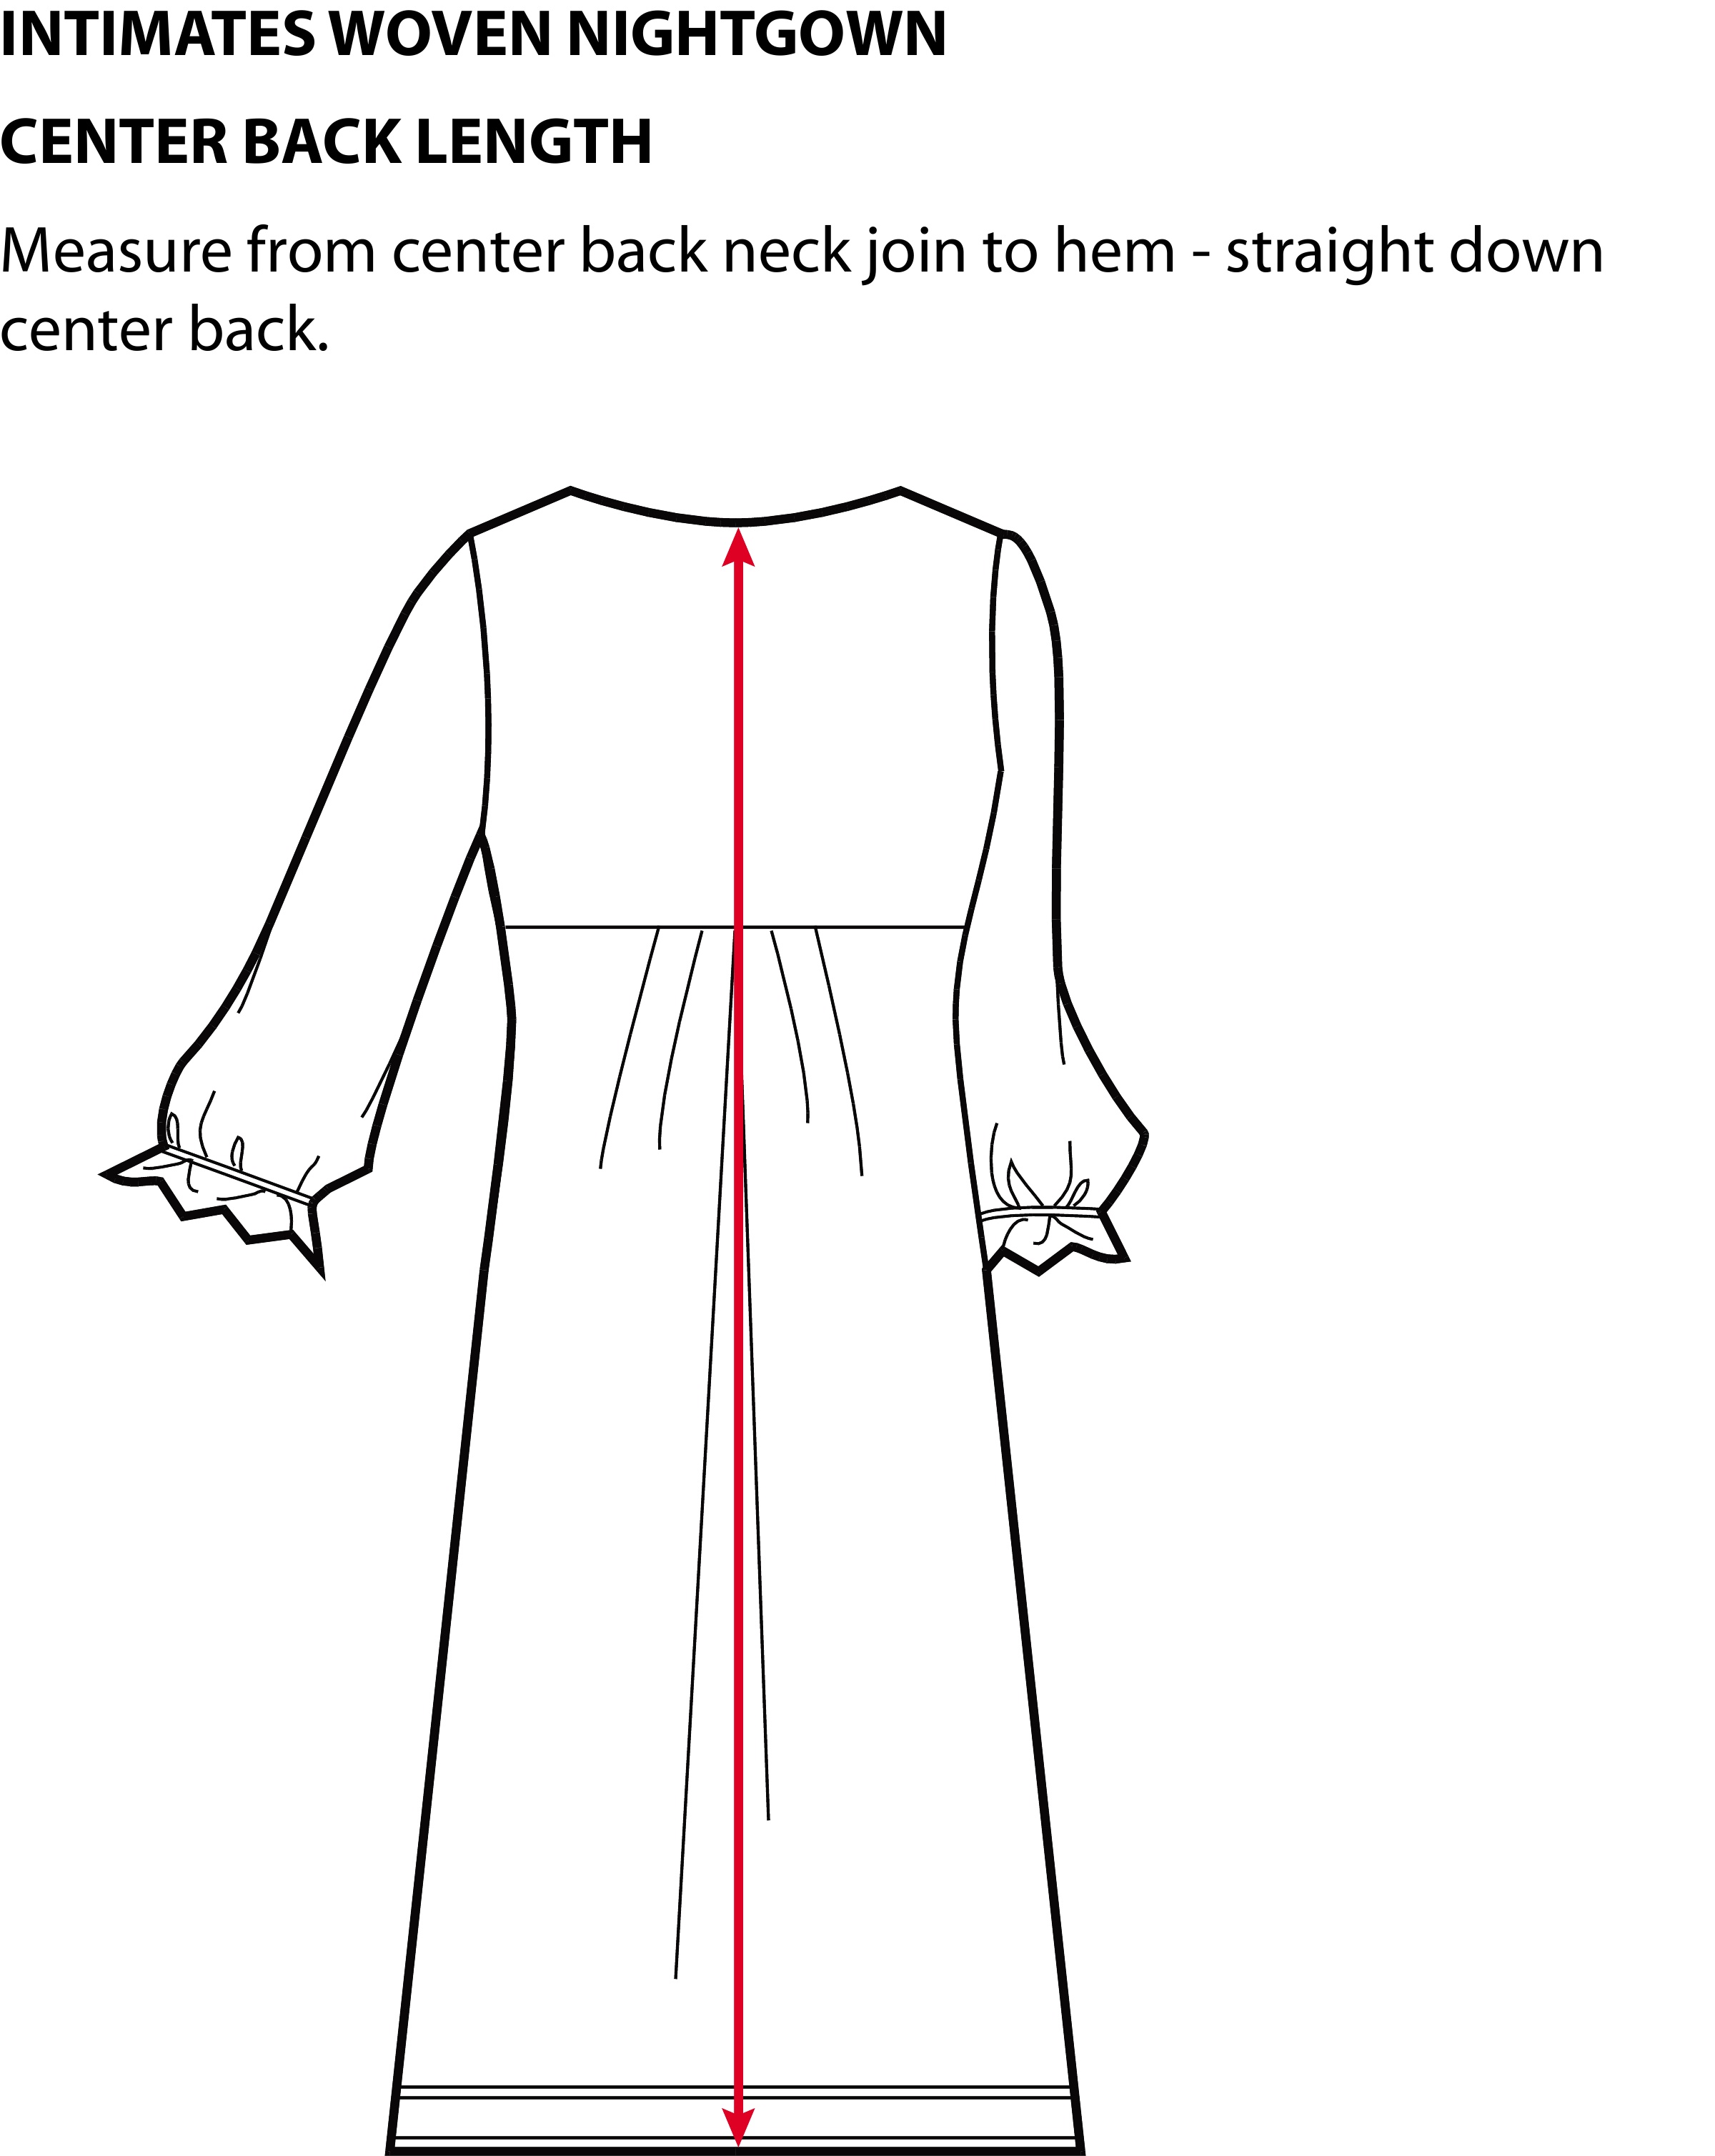 INTIMATES WOVEN NIGHTGOWN
CENTER BACK LENGTH
Measure from center back neck join to hem - straight down
center back.